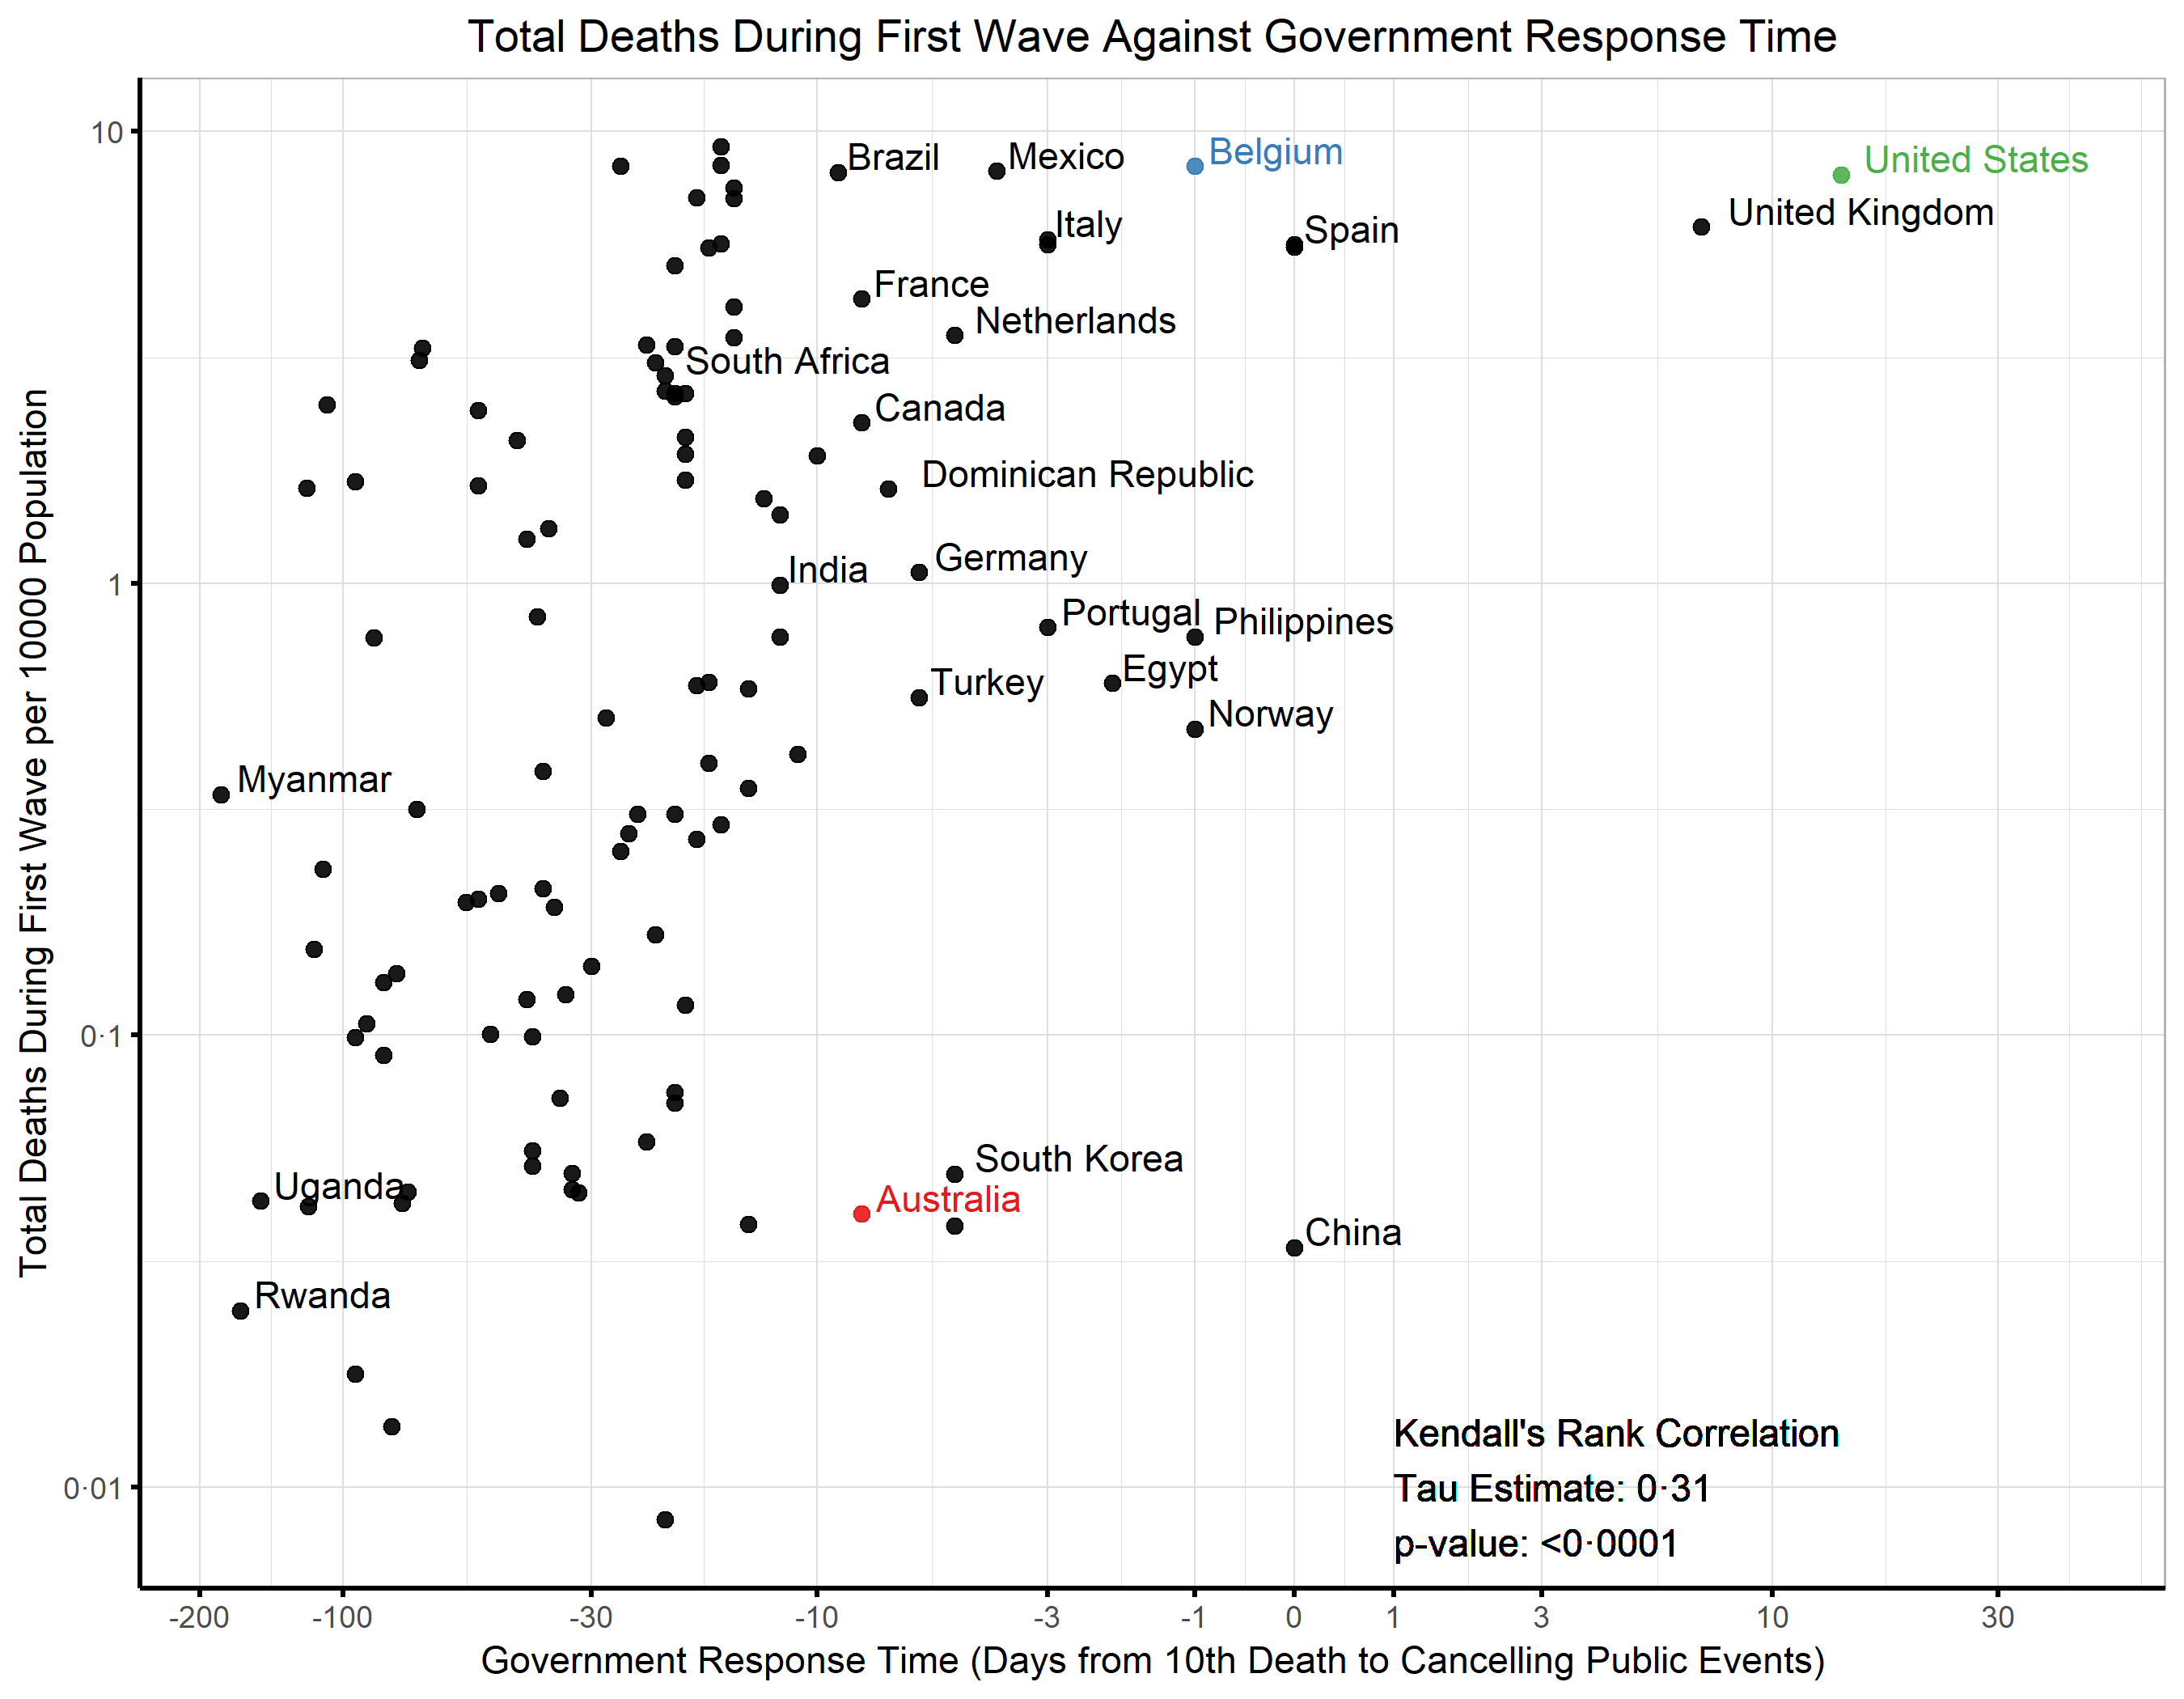 Total Deaths During First Wave Against Government Response Time
10
Brazil
Mexico
Belgium
United States
United Kingdom
Italy
Spain
France
Netherlands
South Africa
Canada
Dominican Republic
Germany
India
1
Portugal
Philippines
Egypt
Turkey
Norway
Myanmar
0·1
South Korea
Uganda
Australia
China
Rwanda
Kendall's Rank Correlation
Tau Estimate: 0·31
p-value: <0·0001
0·01
Total Deaths During First Wave per 10000 Population
-200 -100 -30 -10 -3 -1 0 1 3 10 30
Government Response Time (Days from 10th Death to Cancelling Public Events)